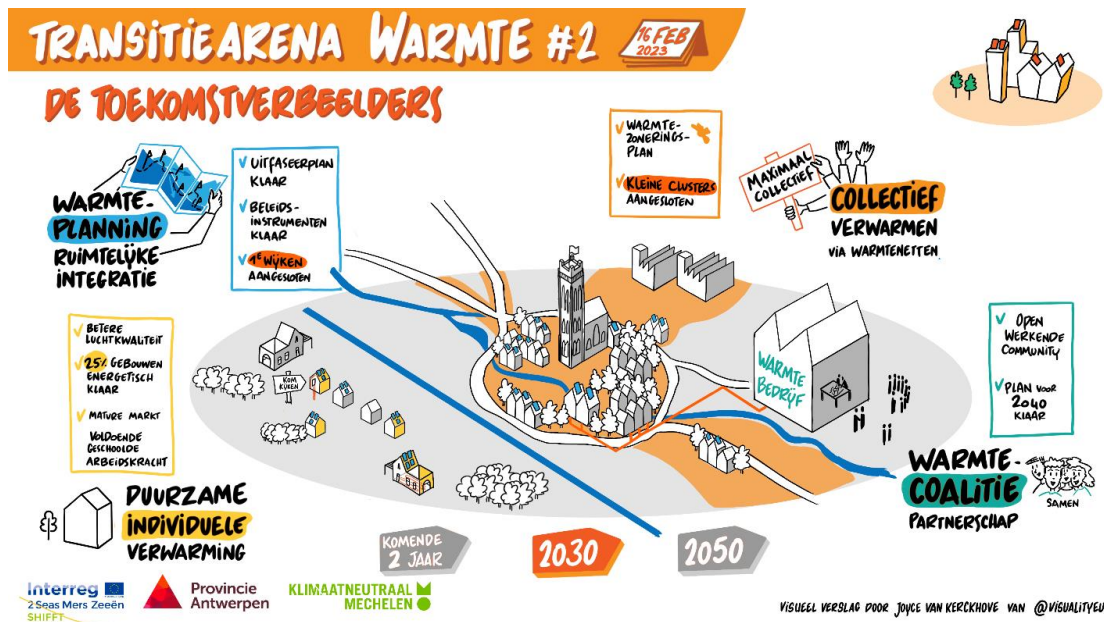 TRANSITIEARENA WARMTE #2
16 FEB
2023
DE TOEKOMSTVERBEELDERS
WARMTE-
PLANNING
RUIMTELIJKE
INTEGRATIE
✓ UITFASEERPLAN
KLAAR
✓ BELEIDS-
INSTRUMENTEN
KLAAR
✓ 1E WIJKEN
AANGESLOTEN
✓ WARMTE-
ZONERINGS-
PLAN
✓ KLEINE CLUSTERS
AANGESLOTEN
MAXIMAAL
COLLECTIEF
COLLECTIEF
VERWARMEN
VIA WARMTENETTEN
✓ BETERE
LUCHTKWALITEIT
✓ 25% GEBOUWEN
ENERGETISCH
KLAAR
✓ MATURE MARKT
VOLDOENDE
GESCHOOLDE
ARBEIDSKRACHT
KOM
KIJKEN
WARMTE
BEDRIJF
✓ OPEN
WERKENDE
COMMUNITY
✓ PLAN VOOR
2040
KLAAR
DUURZAME
INDIVIDUELE
VERWARMING
WARMTE-
COALITIE
PARTNERSCHAP
SAMEN
KOMENDE
2 JAAR
2030
2050
Interreg
2 Seas Mers Zeeën
SHIFFT
Provincie
Antwerpen
KLIMAATNEUTRAAL
MECHELEN
VISUEEL VERSLAG DOOR JOYCE VAN KERCKHOVE VAN @VISUALITYEU